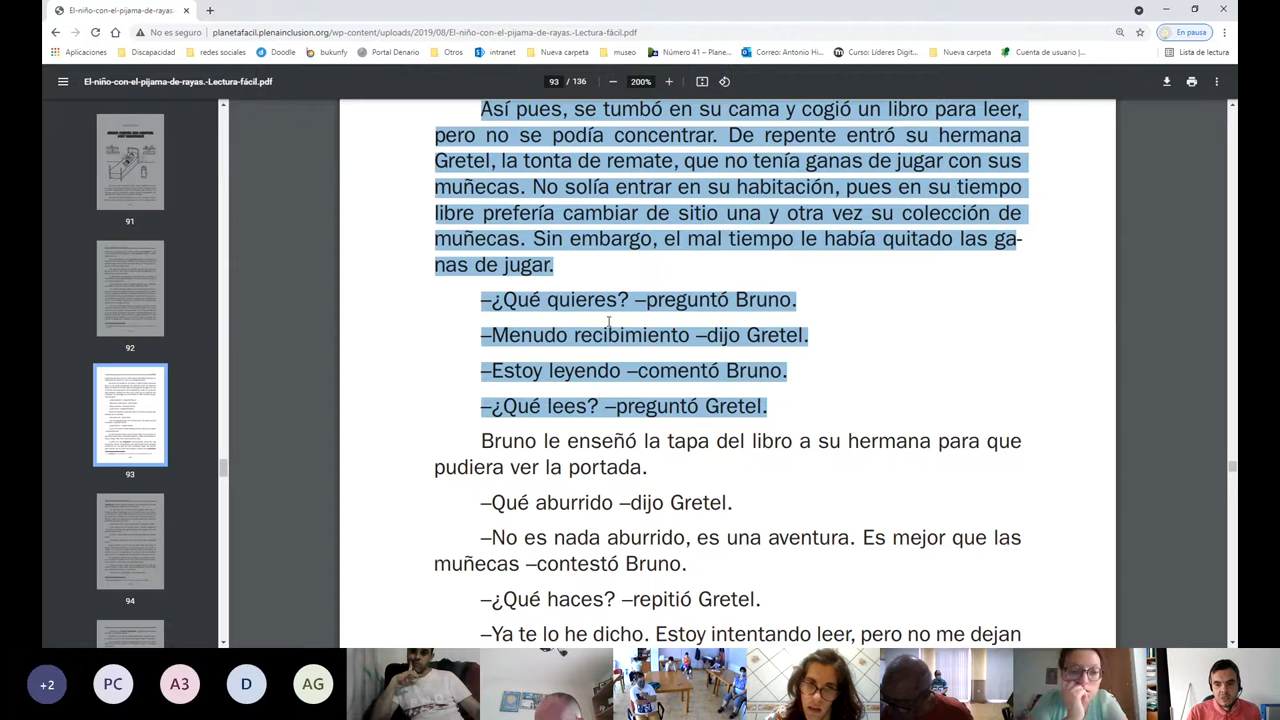 El-niño-con-el-pijama-de-rayas.-L
No es seguro planetafacil.plenainclusion.org/wp-content/uploads/2019/08/El-niño-con-el-pijama-de-rayas.-Lectura-fácil.pdf En pausa
Aplicaciones Discapacidad redes sociales Doodle bukunfy Portal Denario Otros intranet Nueva carpeta museo Número 41 – Plane... Correo: Antonio Hi... Curso: Líderes Digit... Nueva carpeta Cuenta de usuario |... Lista de lectura
El-niño-con-el-pijama-de-rayas.-Lectura-fácil.pdf 93 / 136 200%
91
92
93
94
Así pues, se tumbó en su cama y cogió un libro para leer,
pero no se podía concentrar. De repente entró su hermana
Gretel, la tonta de remate, que no tenía ganas de jugar con sus
muñecas. No solía entrar en su habitación, pues en su tiempo
libre prefería cambiar de sitio una y otra vez su colección de
muñecas. Sin embargo, el mal tiempo le había quitado las ga-
nas de jugar.
–¿Qué quieres? –preguntó Bruno.
–Menudo recibimiento –dijo Gretel.
–Estoy leyendo –comentó Bruno.
–¿Qué lees? –preguntó Gretel.
Bruno le enseñó la tapa del libro a su hermana para que
pudiera ver la portada.
–Qué aburrido –dijo Gretel.
–No es nada aburrido, es una aventura. Es mejor que las
muñecas –contestó Bruno.
–¿Qué haces? –repitió Gretel.
–Ya te lo he dicho. Estoy intentando leer, pero no me dejan
+2 PC A3 D AG